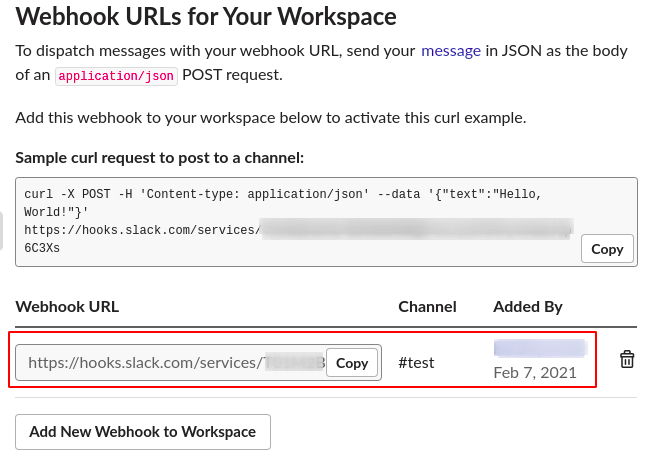 Webhook URLs for Your Workspace
To dispatch messages with your webhook URL, send your message in JSON as the body
of an application/json POST request.
Add this webhook to your workspace below to activate this curl example.
Sample curl request to post to a channel:
curl -X POST -H 'Content-type: application/json' --data '{"text":"Hello,
World!"}'
https://hooks.slack.com/services/
6C3Xs
Copy
Webhook URL Channel Added By
https://hooks.slack.com/services/ Copy #test
Feb 7, 2021
Add New Webhook to Workspace